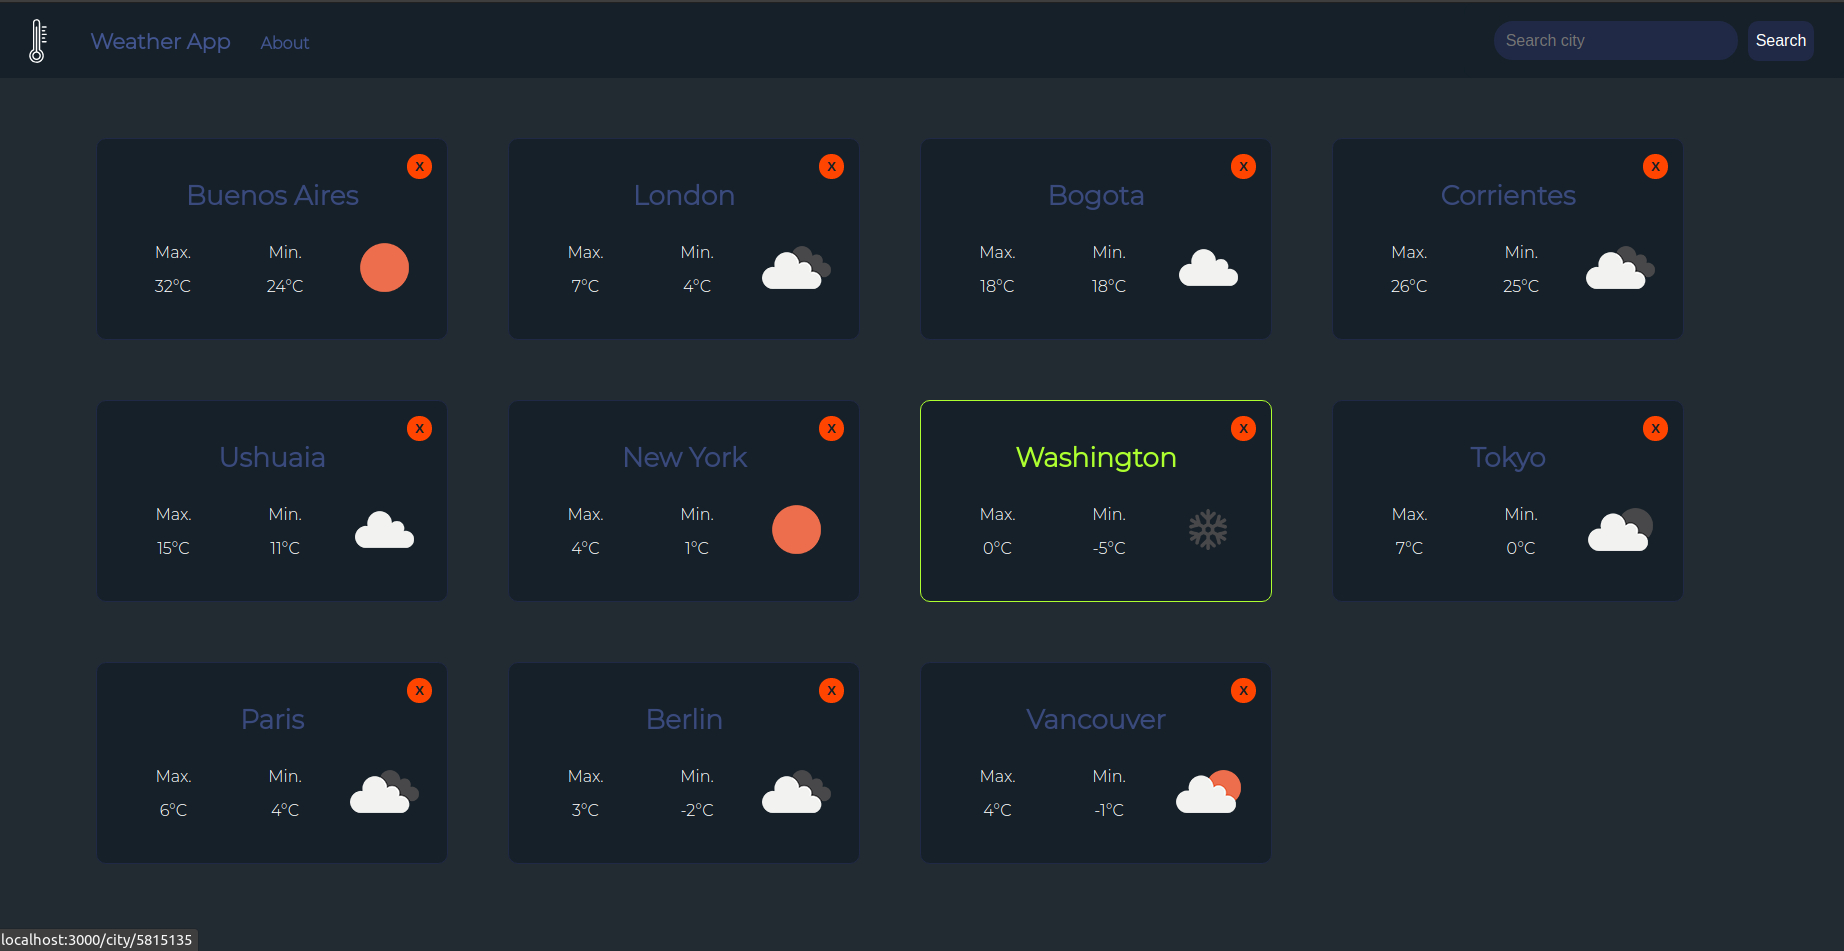 Weather App About Search city Search
X X X X
Buenos Aires London Bogota Corrientes
Max. Min. Max. Min. Max. Min. Max. Min.
32°C 24°C 7°C 4°C 18°C 18°C 26°C 25°C
X X X X
Ushuaia New York Washington Tokyo
Max. Min. Max. Min. Max. Min. Max. Min.
15°C 11°C 4°C 1°C 0°C -5°C 7°C 0°C
X X X
Paris Berlin Vancouver
Max. Min. Max. Min. Max. Min.
6°C 4°C 3°C -2°C 4°C -1°C
localhost:3000/city/5815135